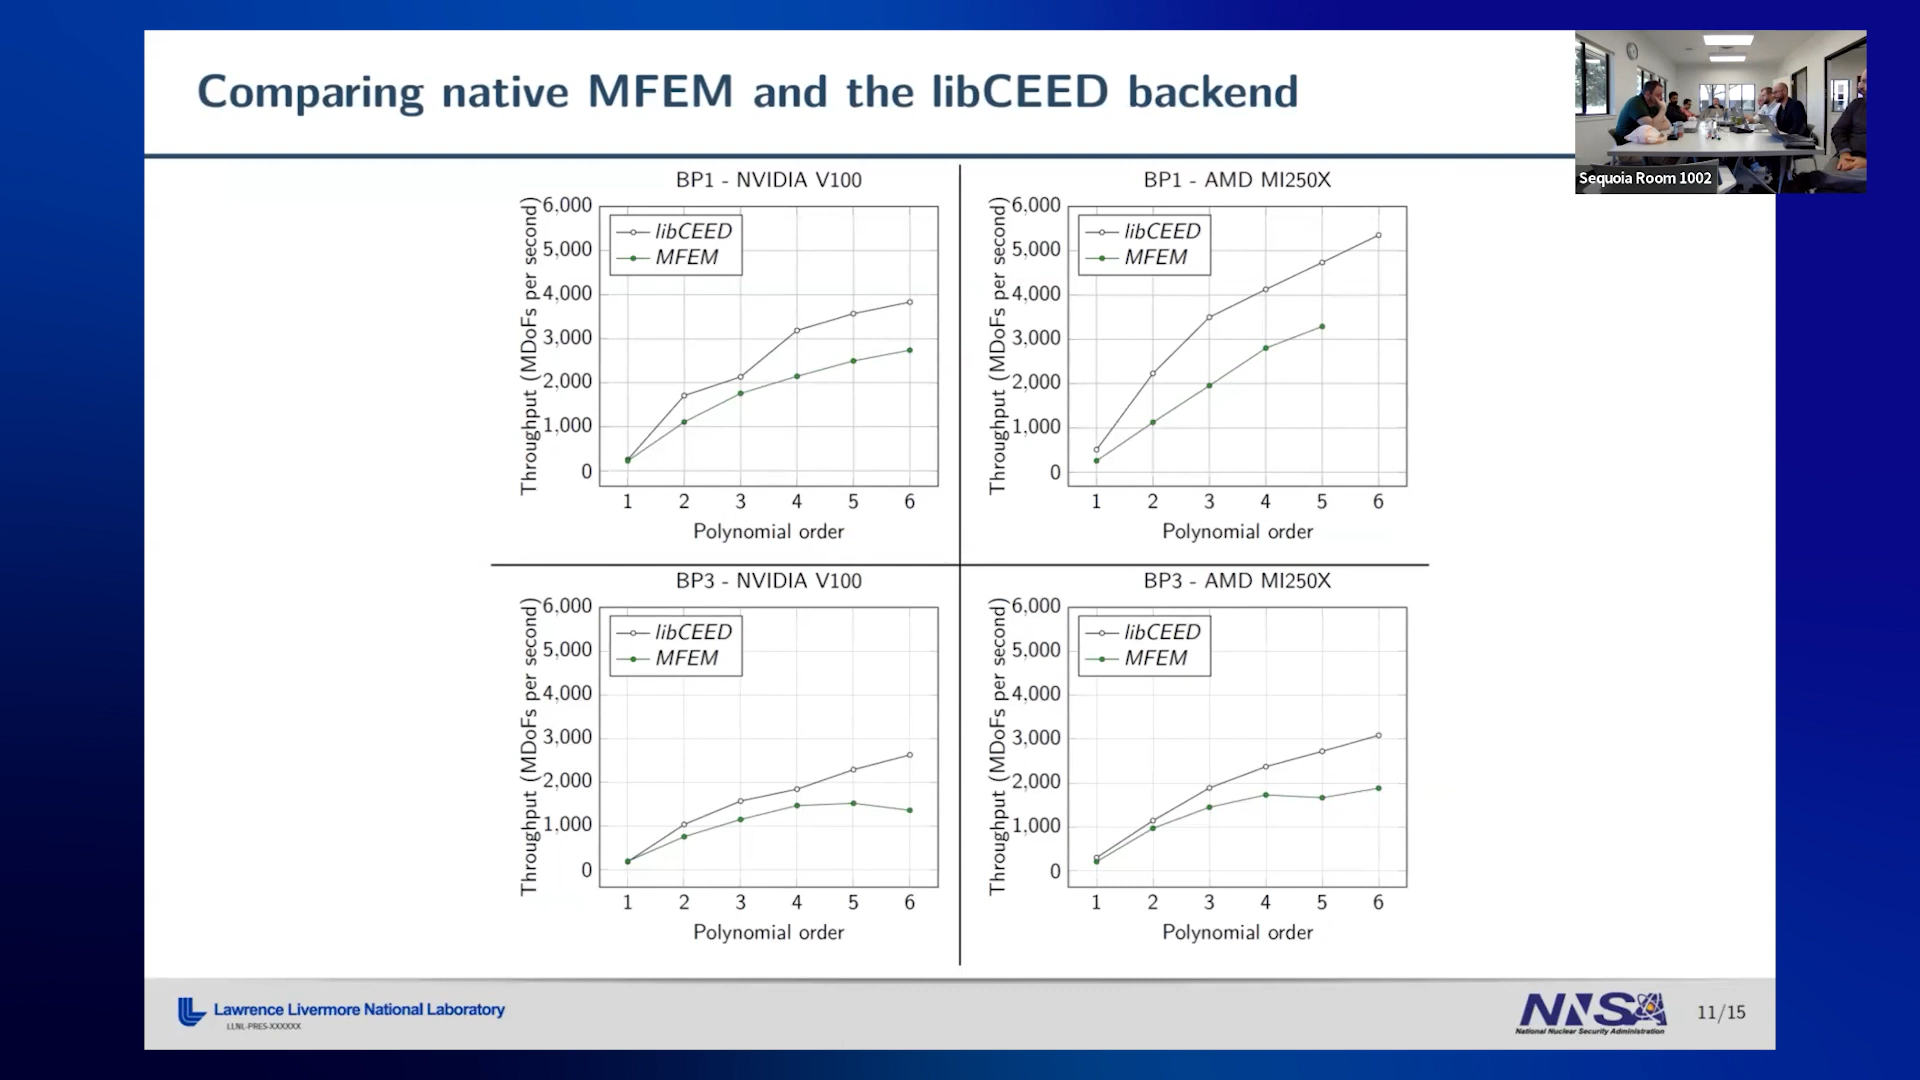 Comparing native MFEM and the libCEED backend
Sequoia Room 1002
BP1 - NVIDIA V100
Throughput (MDoFs per second)
6,000
5,000
4,000
3,000
2,000
1,000
0
libCEED
MFEM
1 2 3 4 5 6
Polynomial order
BP1 - AMD MI250X
Throughput (MDoFs per second)
6,000
5,000
4,000
3,000
2,000
1,000
0
libCEED
MFEM
1 2 3 4 5 6
Polynomial order
BP3 - NVIDIA V100
Throughput (MDoFs per second)
6,000
5,000
4,000
3,000
2,000
1,000
0
libCEED
MFEM
1 2 3 4 5 6
Polynomial order
BP3 - AMD MI250X
Throughput (MDoFs per second)
6,000
5,000
4,000
3,000
2,000
1,000
0
libCEED
MFEM
1 2 3 4 5 6
Polynomial order
Lawrence Livermore National Laboratory
LLNL-PRES-XXXXXX
NNSA
National Nuclear Security Administration
11/15